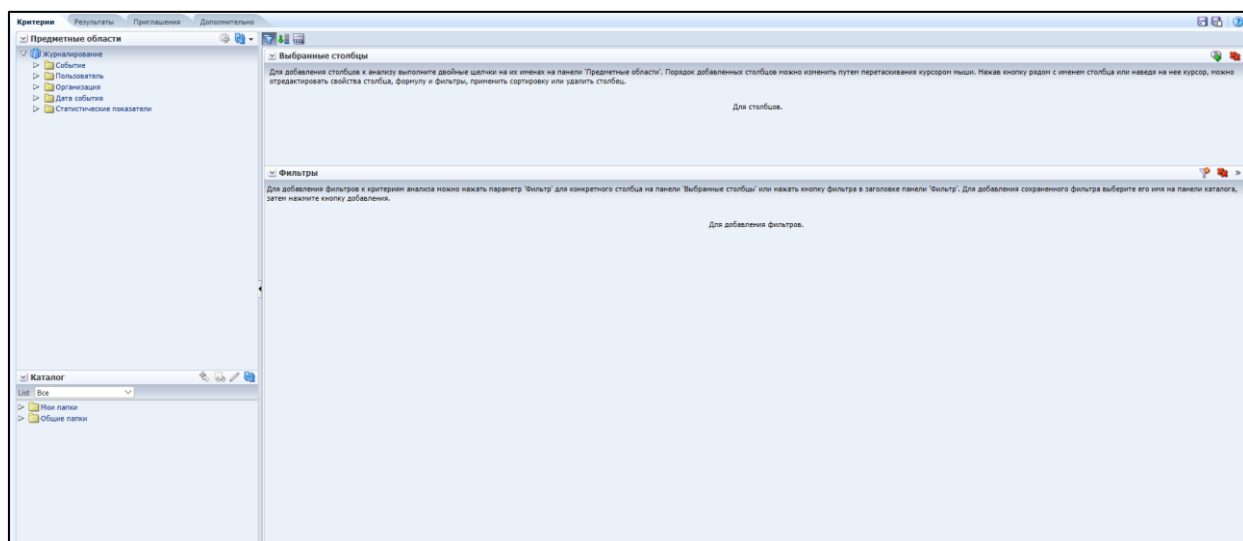 Критерии Результаты Приглашения Дополнительно
Предметные области
Журналирование
Событие
Пользователь
Организация
Дата события
Статистические показатели
Выбранные столбцы
Для добавления столбцов к анализу выполните двойные щелчки на их именах на панели 'Предметные области'. Порядок добавленных столбцов можно изменить путем перетаскивания курсором мыши. Нажав кнопку рядом с именем столбца или наведя на нее курсор, можно
отредактировать свойства столбца, формулу и фильтры, применить сортировку или удалить столбец.
Для столбцов.
Фильтры
Для добавления фильтров к критериям анализа можно нажать параметр 'Фильтр' для конкретного столбца на панели 'Выбранные столбцы' или нажать кнопку фильтра в заголовке панели 'Фильтр'. Для добавления сохраненного фильтра выберите его имя на панели каталога,
затем нажмите кнопку добавления.
Для добавления фильтров.
Каталог
List Все
Мои папки
Общие папки